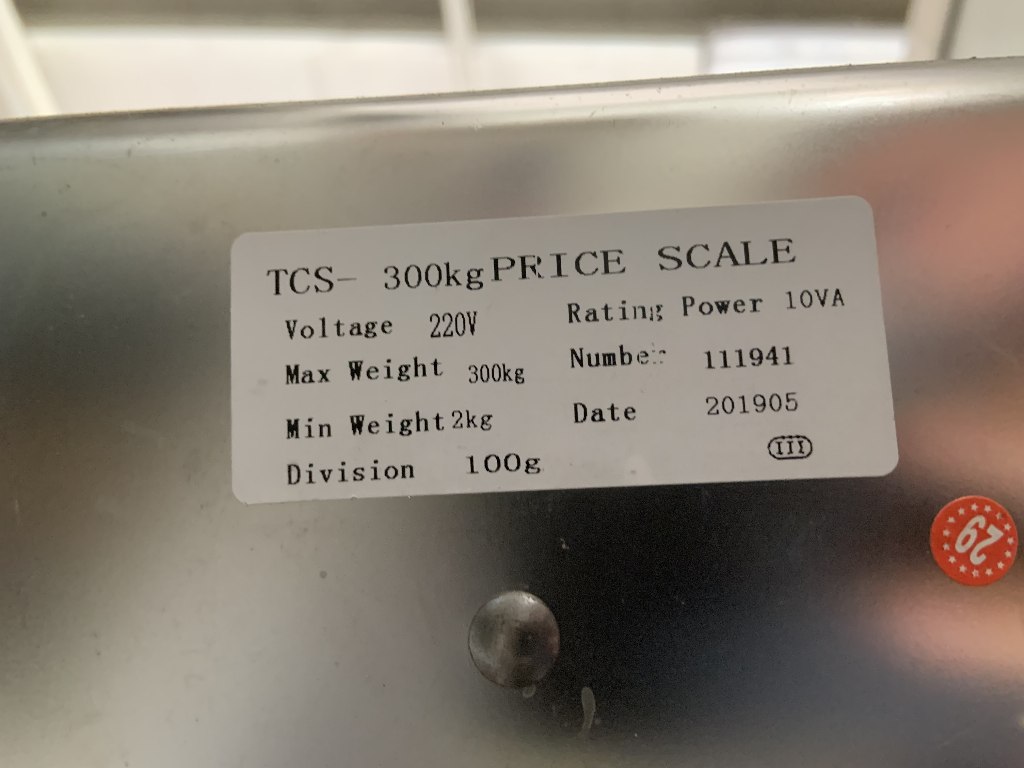 TCS- 300kg PRICE SCALE
Voltage 220V Rating Power 10VA
Max Weight 300kg Number 111941
Min Weight 2kg Date 201905
Division 100g III
29